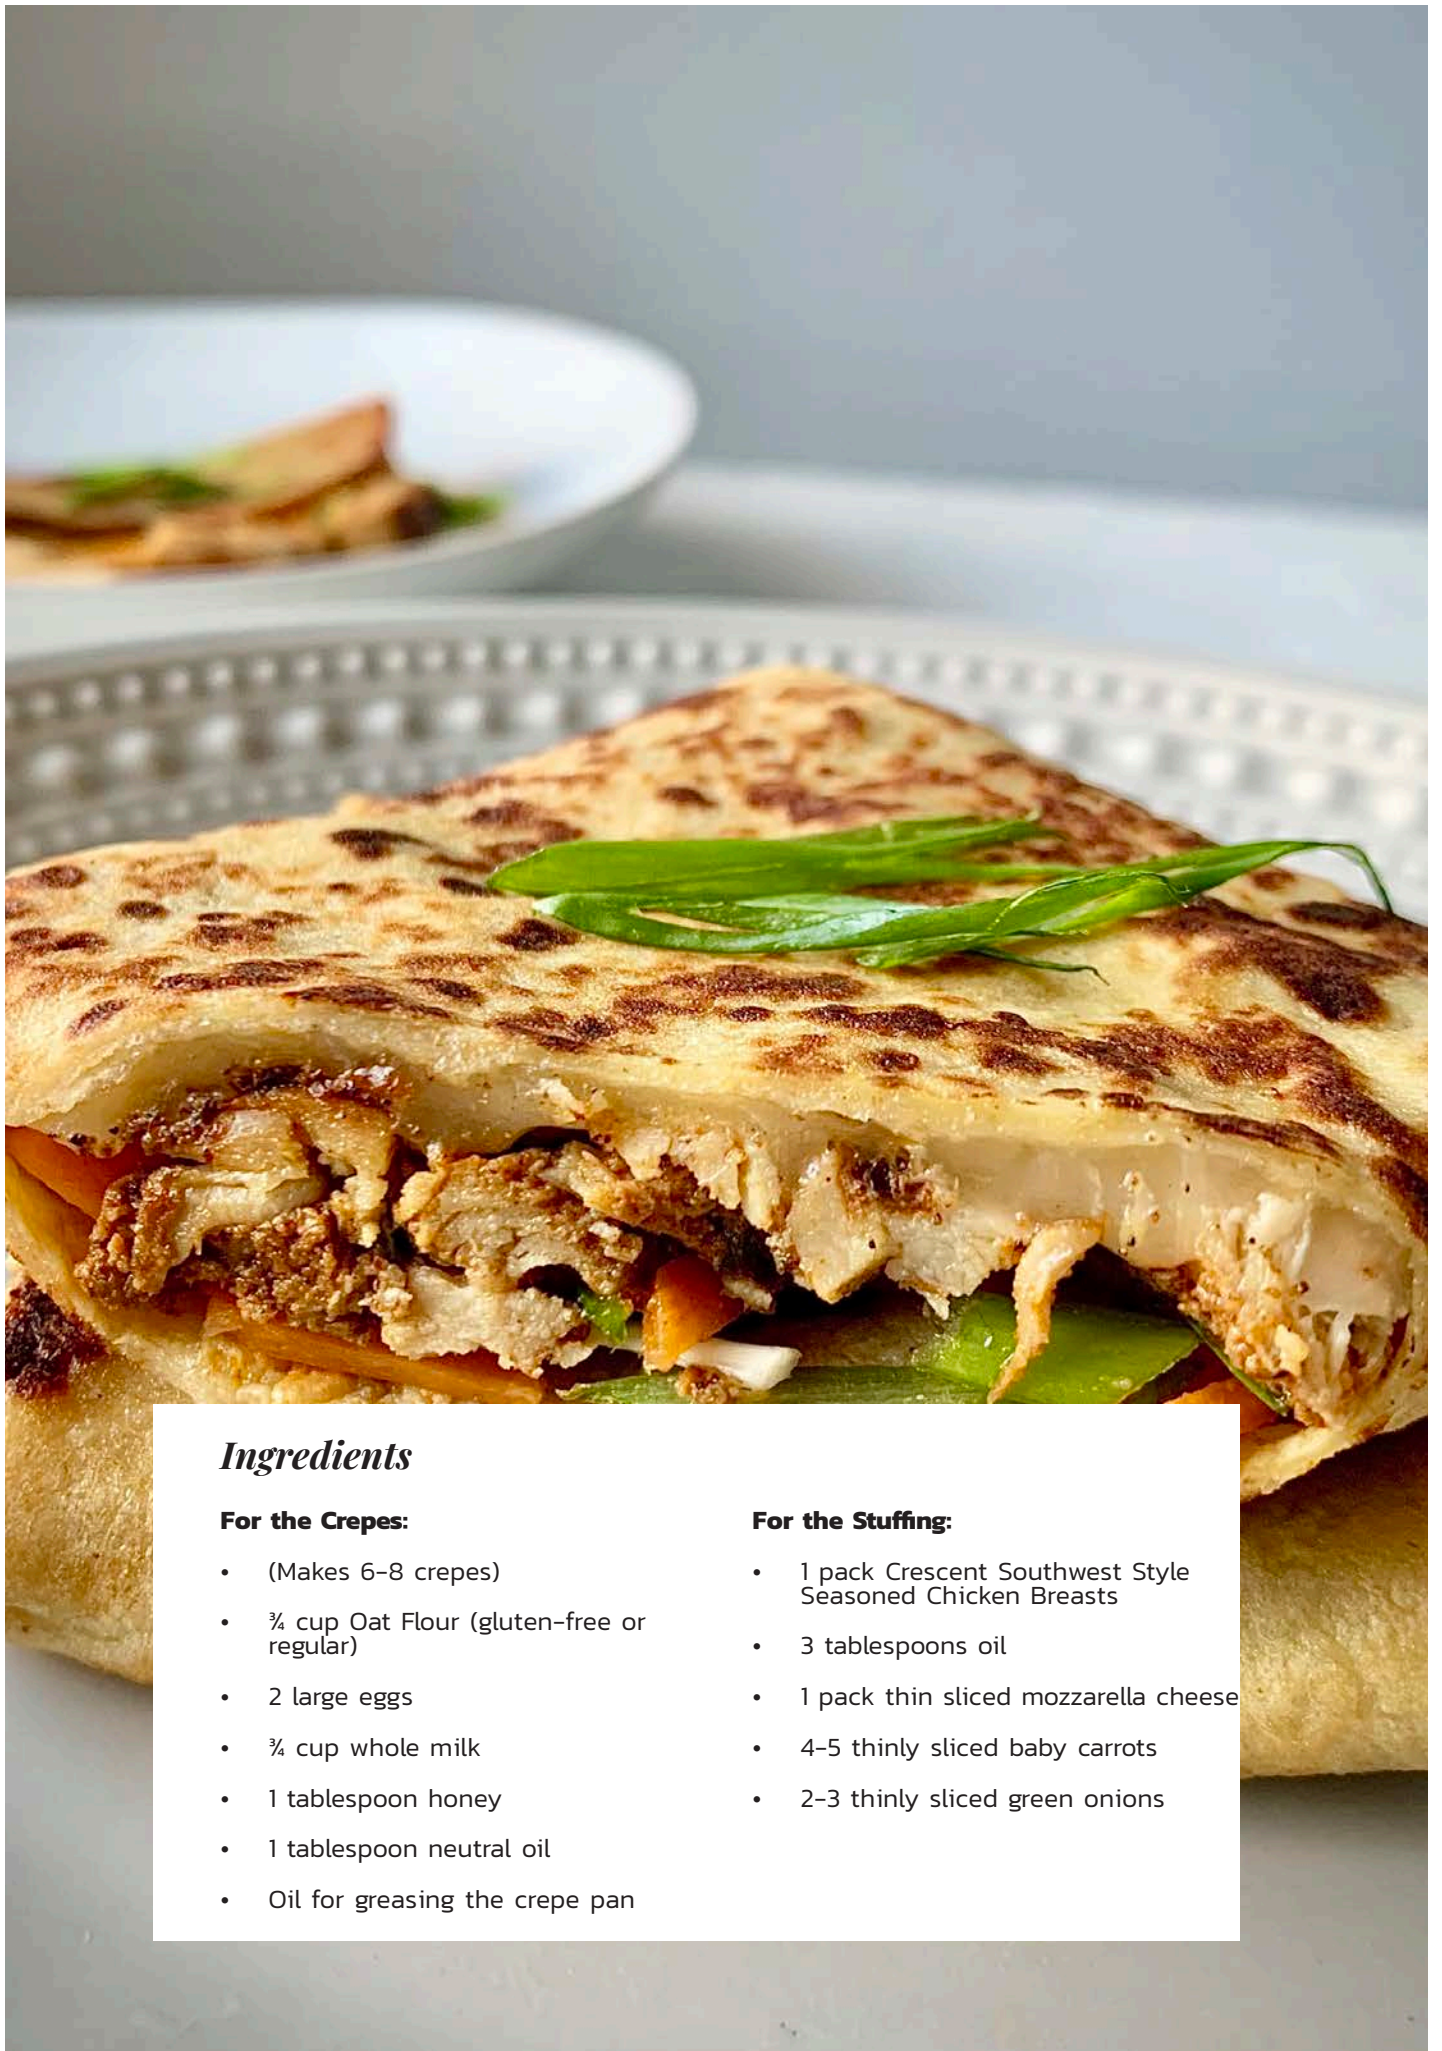 Ingredients
For the Crepes:
• (Makes 6-8 crepes)
• ¾ cup Oat Flour (gluten-free or
regular)
• 2 large eggs
• ¾ cup whole milk
• 1 tablespoon honey
• 1 tablespoon neutral oil
• Oil for greasing the crepe pan
For the Stuffing:
• 1 pack Crescent Southwest Style
Seasoned Chicken Breasts
• 3 tablespoons oil
• 1 pack thin sliced mozzarella cheese
• 4-5 thinly sliced baby carrots
• 2-3 thinly sliced green onions